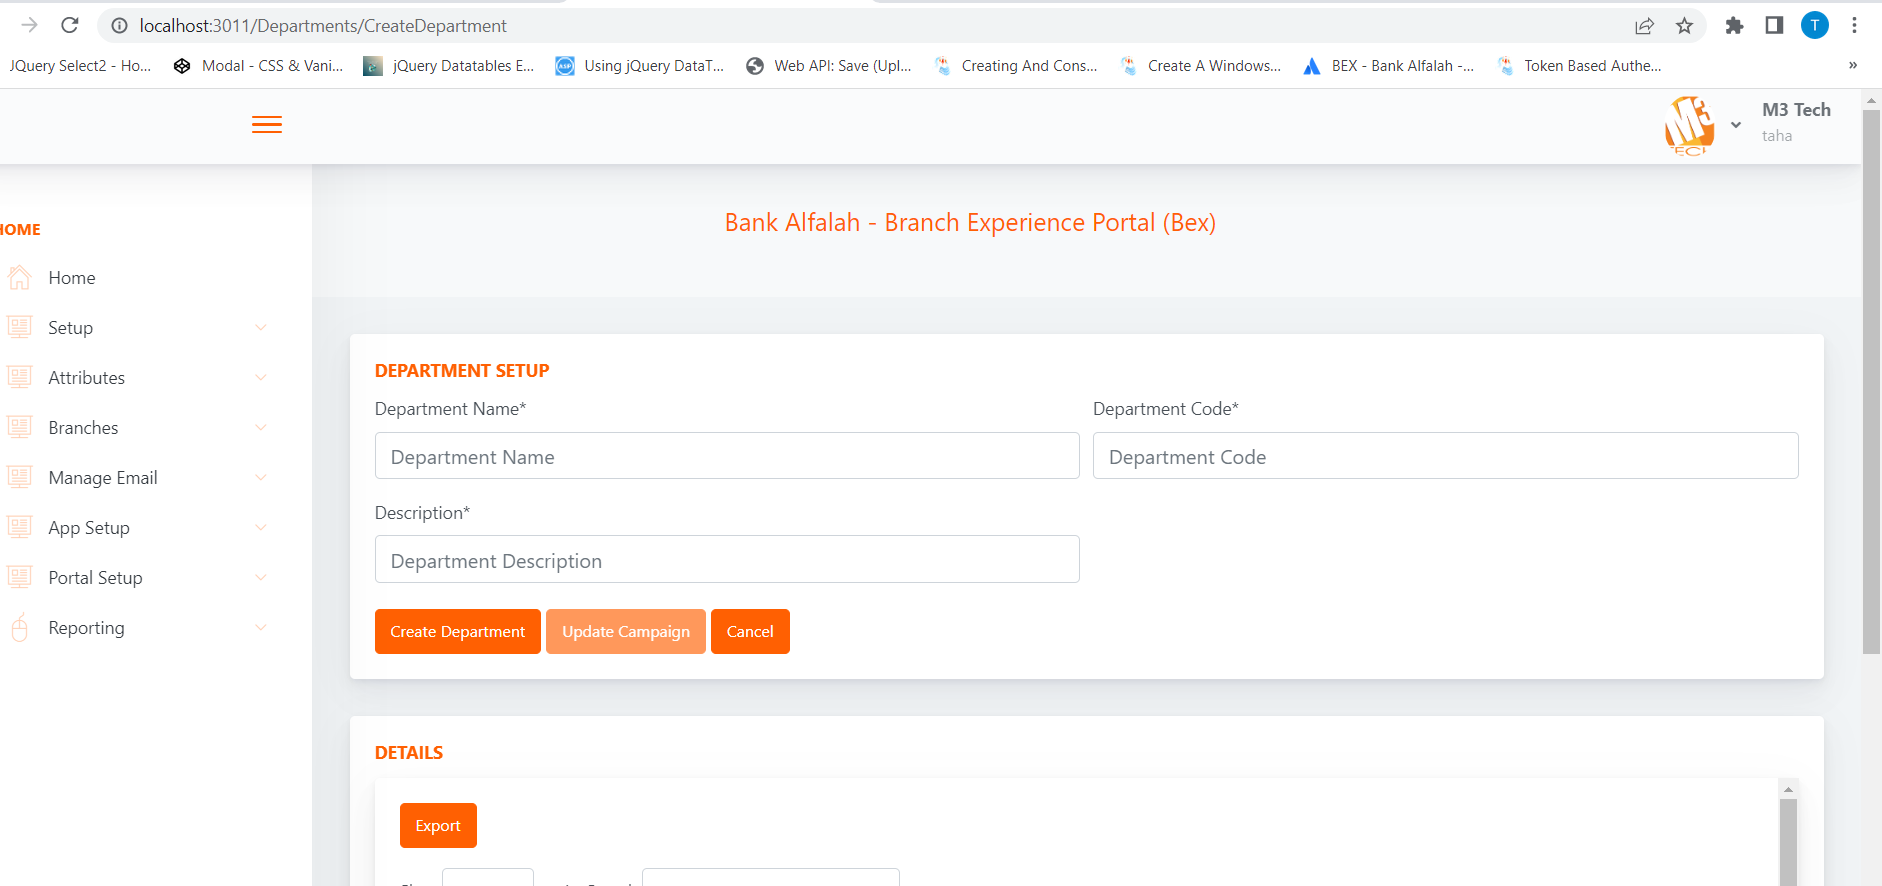 localhost:3011/Departments/CreateDepartment
T
JQuery Select2 - Ho...
Modal - CSS & Vani...
jQuery Datatables E...
Using jQuery DataT...
Web API: Save (Upl...
Creating And Cons...
Create A Windows...
BEX - Bank Alfalah -...
Token Based Authe...
»
M3 Tech
taha
Bank Alfalah - Branch Experience Portal (Bex)
HOME
Home
Setup
Attributes
Branches
Manage Email
App Setup
Portal Setup
Reporting
DEPARTMENT SETUP
Department Name*
Department Code*
Department Name
Department Code
Description*
Department Description
Create Department
Update Campaign
Cancel
DETAILS
Export